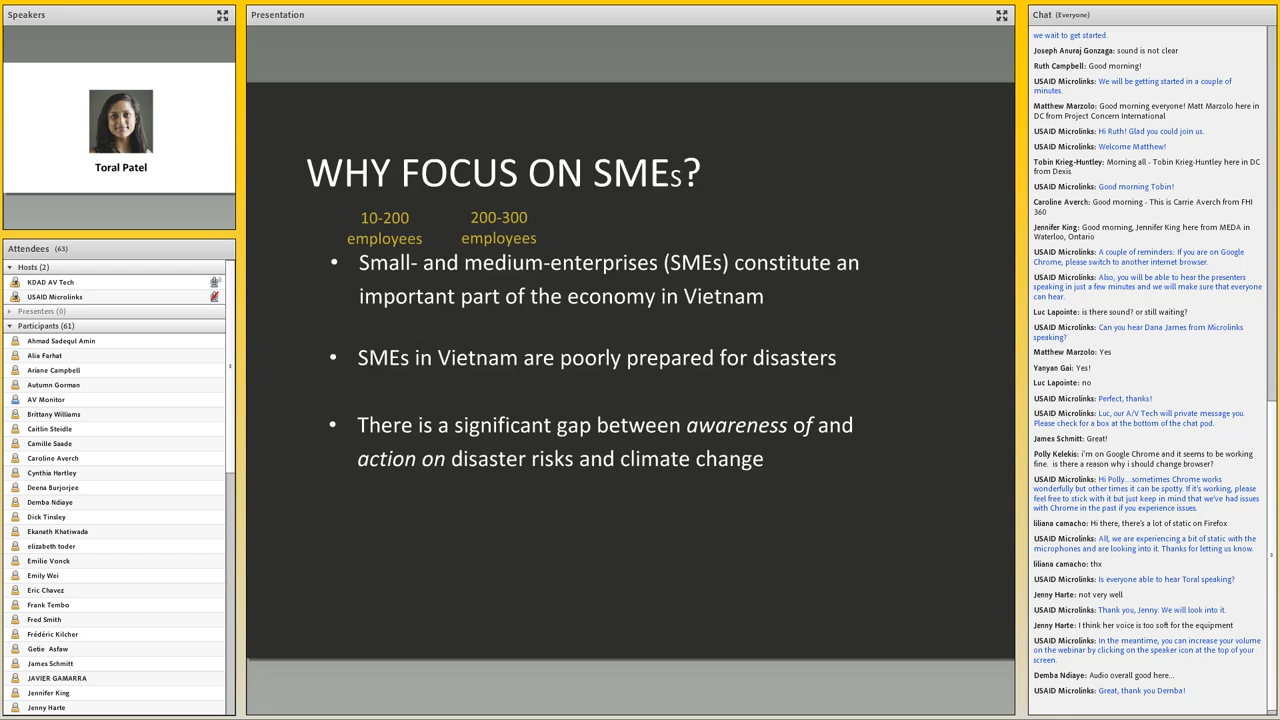 Speakers
Toral Patel
Attendees (63)
Hosts (2)
KDAD AV Tech
USAID Microlinks
Presenters (0)
Participants (61)
Ahmad Sadequl Amin
Alia Farhat
Ariane Campbell
Autumn Gorman
AV Monitor
Brittany Williams
Caitlin Steidle
Camille Saade
Caroline Averch
Cynthia Hartley
Deena Burjorjee
Demba Ndiaye
Dick Tinsley
Ekanath Khatiwada
elizabeth toder
Emilie Vonck
Emily Wei
Eric Chavez
Frank Tembo
Fred Smith
Frédéric Kilcher
Getie Asfaw
James Schmitt
JAVIER GAMARRA
Jennifer King
Jenny Harte
Presentation
WHY FOCUS ON SMEs?
10-200 200-300
employees employees
• Small- and medium-enterprises (SMEs) constitute an
important part of the economy in Vietnam
• SMEs in Vietnam are poorly prepared for disasters
• There is a significant gap between awareness of and
action on disaster risks and climate change
Chat (Everyone)
we wait to get started.
Joseph Anuraj Gonzaga: sound is not clear
Ruth Campbell: Good morning!
USAID Microlinks: We will be getting started in a couple of
minutes.
Matthew Marzolo: Good morning everyone! Matt Marzolo here in
DC from Project Concern International
USAID Microlinks: Hi Ruth! Glad you could join us.
USAID Microlinks: Welcome Matthew!
Tobin Krieg-Huntley: Morning all - Tobin Krieg-Huntley here in DC
from Dexis
USAID Microlinks: Good morning Tobin!
Caroline Averch: Good morning - This is Carrie Averch from FHI
360
Jennifer King: Good morning, Jennifer King here from MEDA in
Waterloo, Ontario
USAID Microlinks: A couple of reminders: If you are on Google
Chrome, please switch to another internet browser.
USAID Microlinks: Also, you will be able to hear the presenters
speaking in just a few minutes and we will make sure that everyone
can hear.
Luc Lapointe: is there sound? or still waiting?
USAID Microlinks: Can you hear Dana James from Microlinks
speaking?
Matthew Marzolo: Yes
Yanyan Gai: Yes!
Luc Lapointe: no
USAID Microlinks: Perfect, thanks!
USAID Microlinks: Luc, our A/V Tech will private message you.
Please check for a box at the bottom of the chat pod.
James Schmitt: Great!
Polly Kelekis: i'm on Google Chrome and it seems to be working
fine. is there a reason why i should change browser?
USAID Microlinks: Hi Polly....sometimes Chrome works
wonderfully but other times it can be spotty. If it's working, please
feel free to stick with it but just keep in mind that we've had issues
with Chrome in the past if you experience issues.
liliana camacho: Hi there, there's a lot of static on Firefox
USAID Microlinks: All, we are experiencing a bit of static with the
microphones and are looking into it. Thanks for letting us know.
liliana camacho: thx
USAID Microlinks: Is everyone able to hear Toral speaking?
Jenny Harte: not very well
USAID Microlinks: Thank you, Jenny. We will look into it.
Jenny Harte: I think her voice is too soft for the equipment
USAID Microlinks: In the meantime, you can increase your volume
on the webinar by clicking on the speaker icon at the top of your
screen.
Demba Ndiaye: Audio overall good here...
USAID Microlinks: Great, thank you Demba!